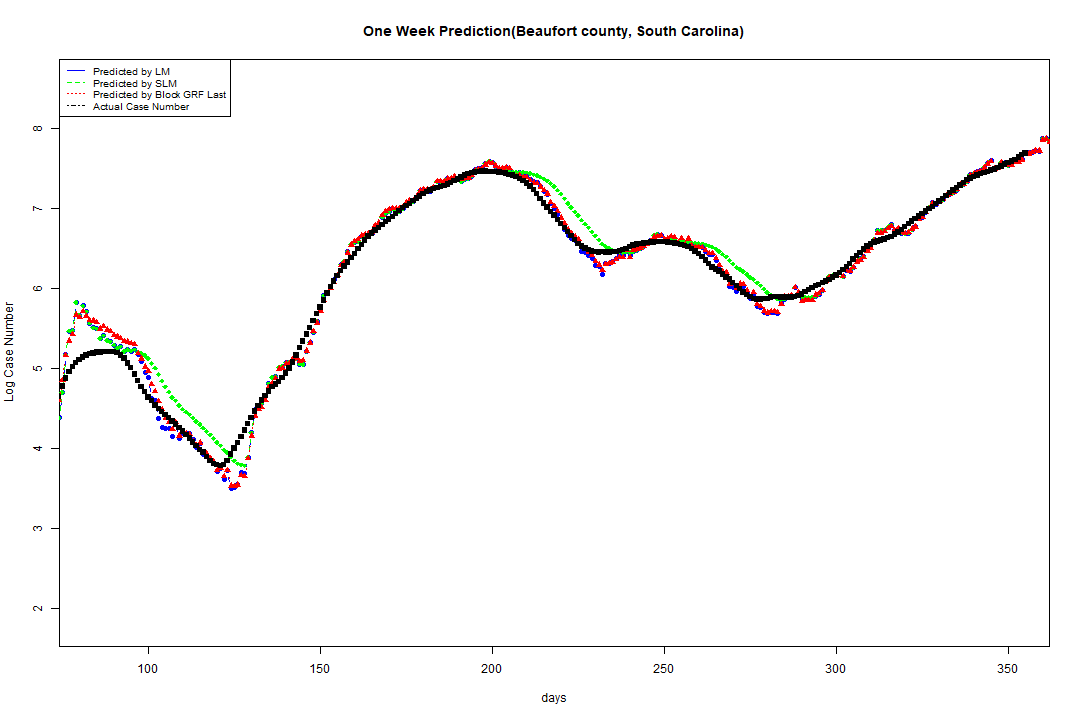 One Week Prediction(Beaufort county, South Carolina)
Predicted by LM
Predicted by SLM
Predicted by Block GRF Last
Actual Case Number
8
7
6
5
4
3
2
Log Case Number
100 150 200 250 300 350
days